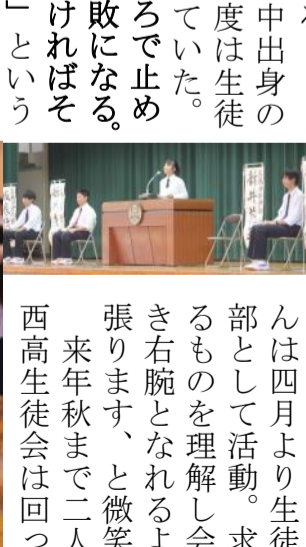 中出身の
度は生徒
ていた。
ろで止め
敗になる。
ければそ
」という
んは四月より生徒
部として活動。求
るものを理解し会
き右腕となれるよ
張ります、と微笑
来年秋まで二人
西高生徒会は回っ